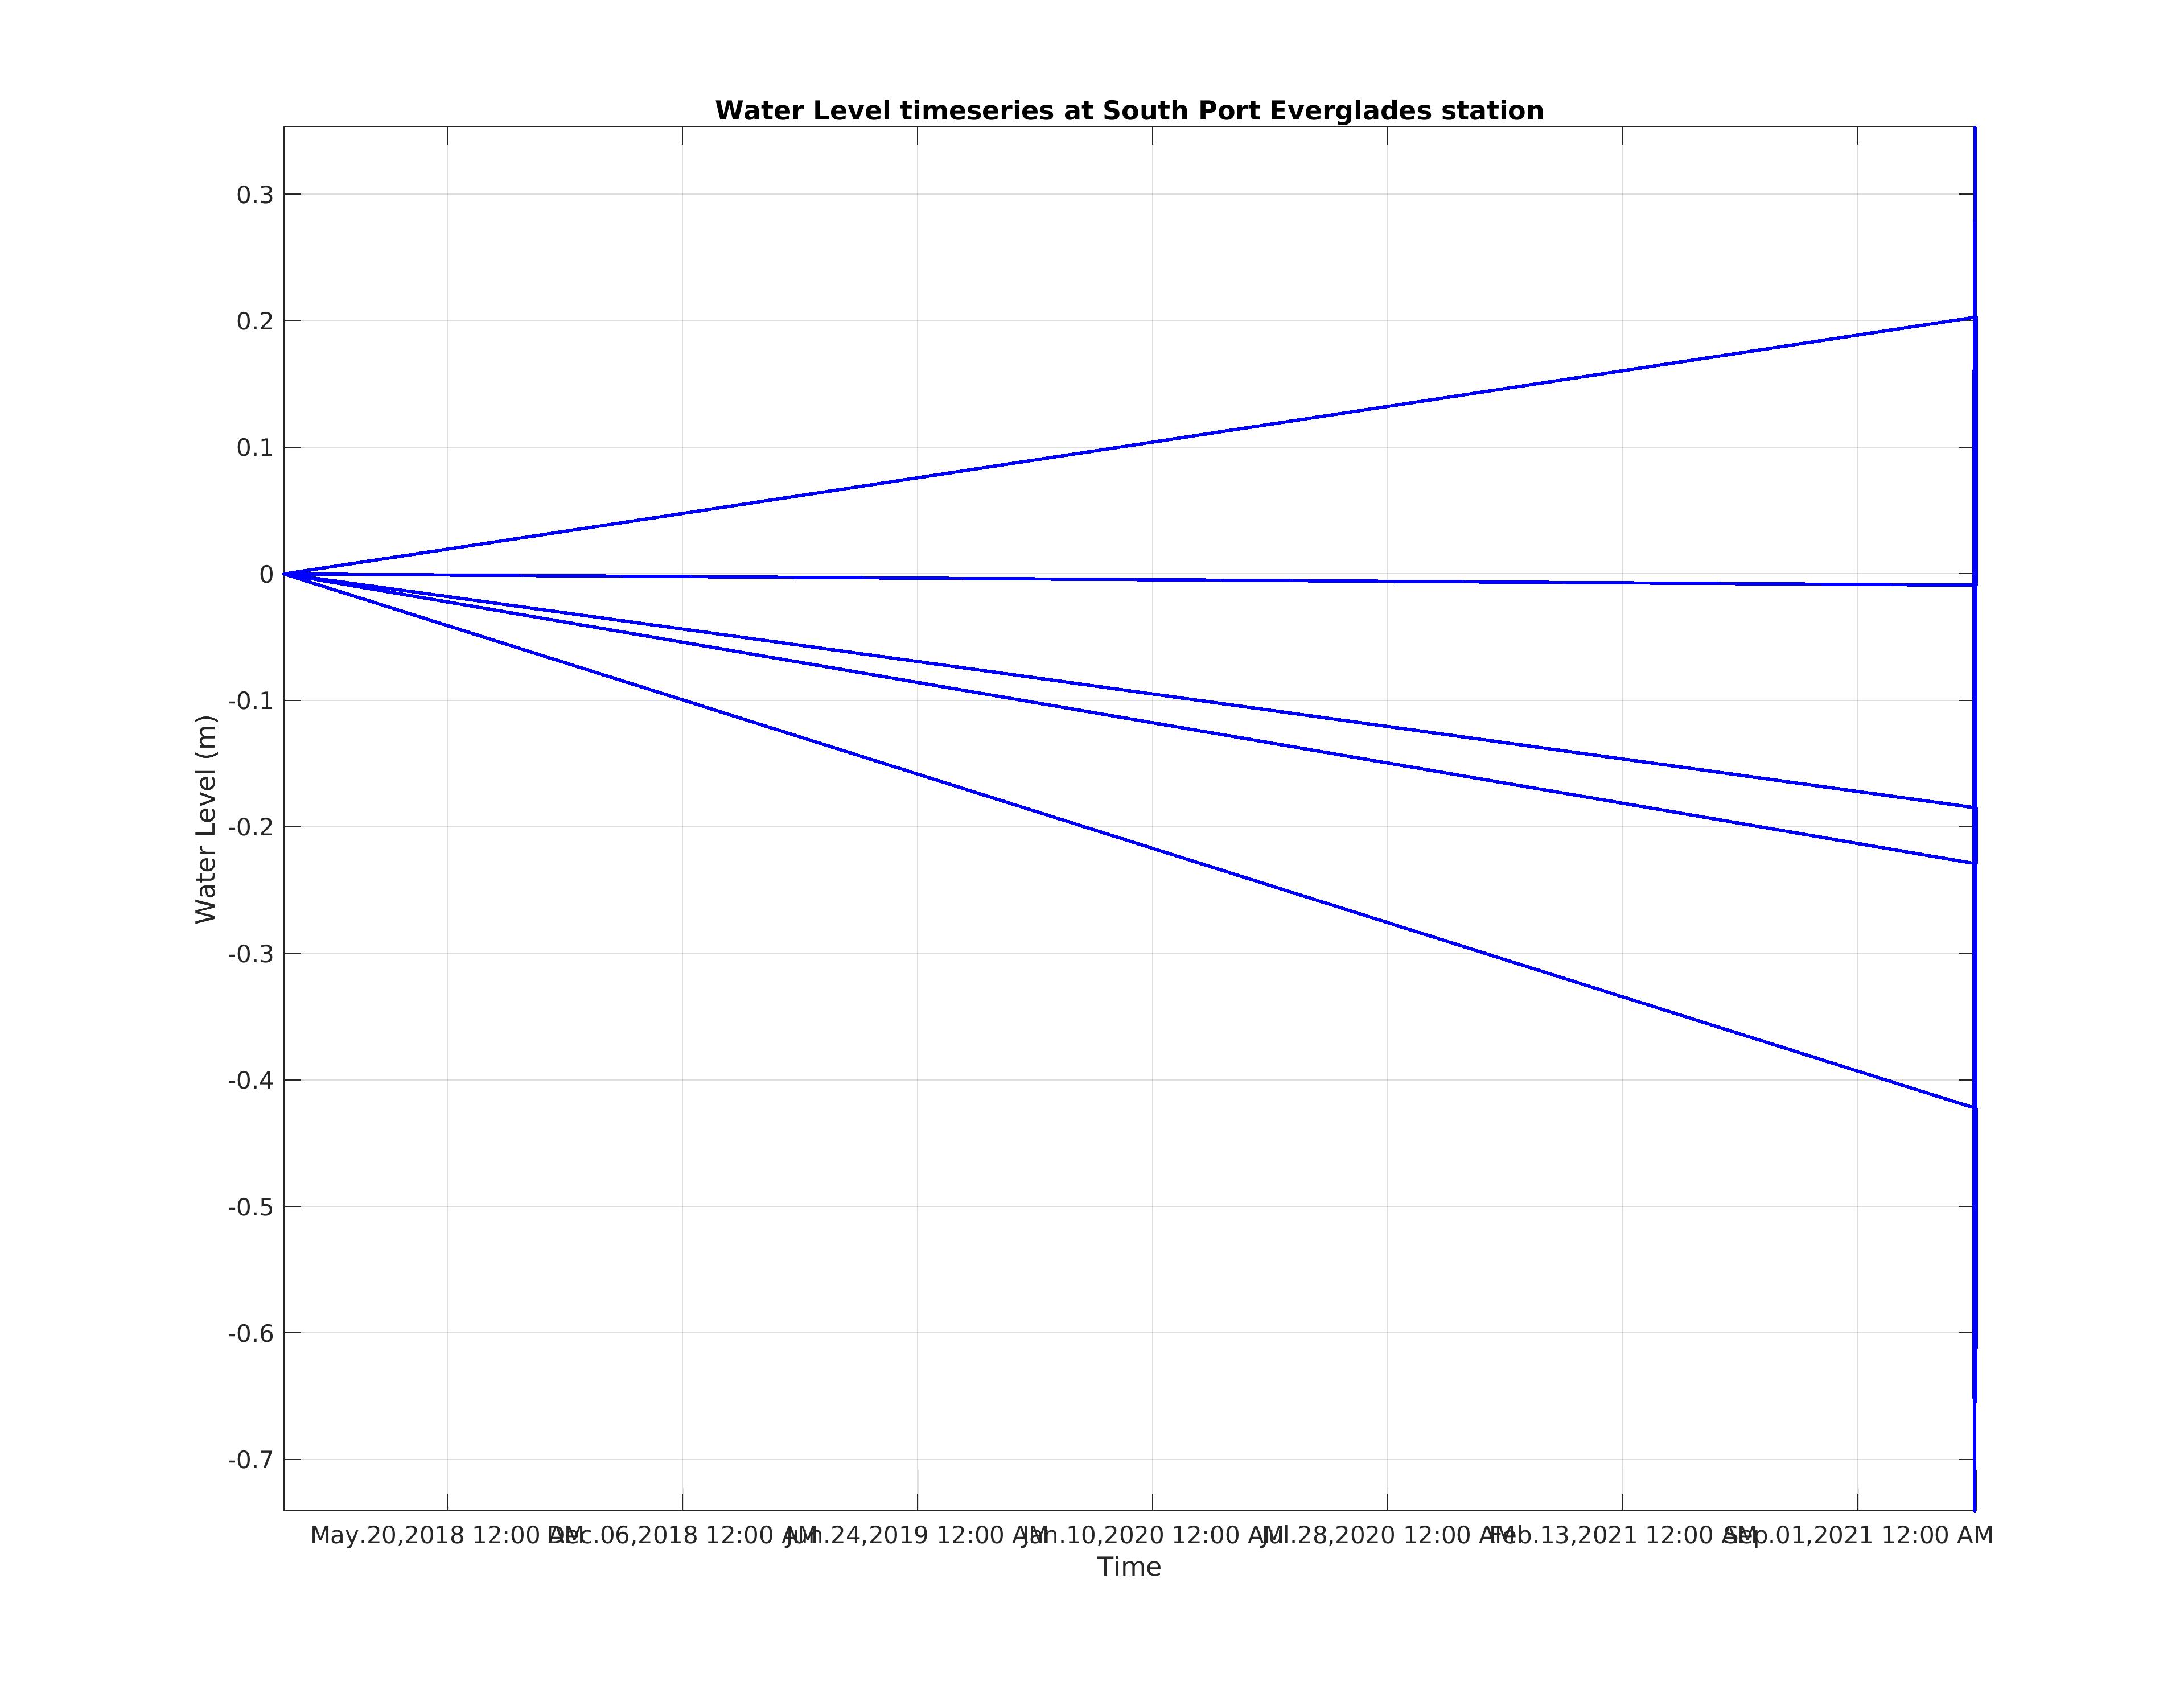 Water Level timeseries at South Port Everglades station
0.3
0.2
0.1
0
-0.1
-0.2
-0.3
-0.4
-0.5
-0.6
-0.7
Water Level (m)
May.20,2018 12:00 AM Dec.06,2018 12:00 AM Jun.24,2019 12:00 AM Jan.10,2020 12:00 AM Jul.28,2020 12:00 AM Feb.13,2021 12:00 AM Sep.01,2021 12:00 AM
Time